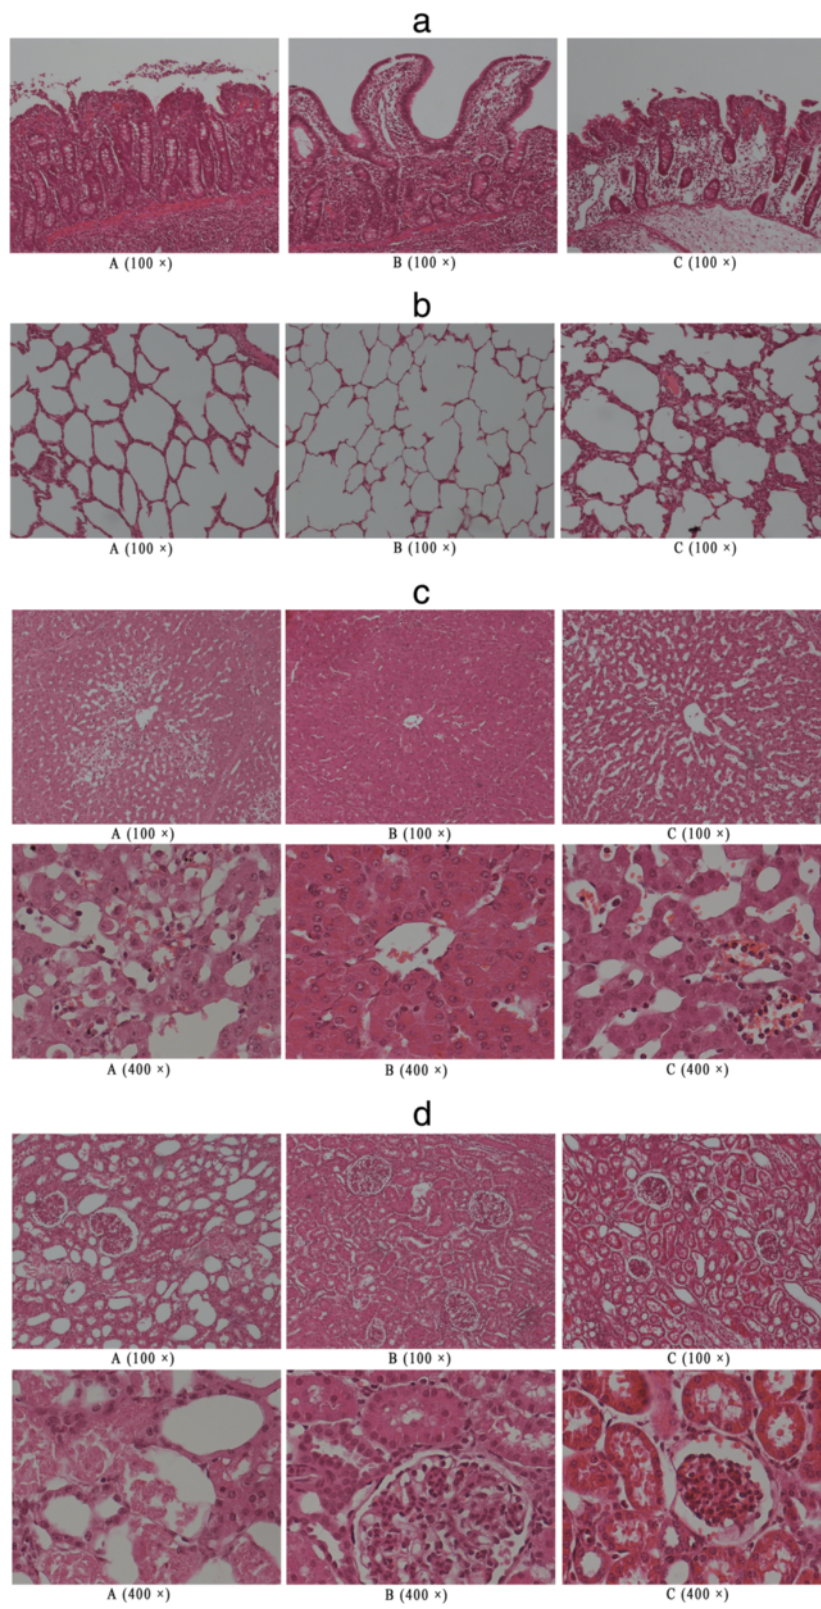 a
A (100 ×)
B (100 ×)
C (100 ×)
b
A (100 ×)
B (100 ×)
C (100 ×)
c
A (100 ×)
B (100 ×)
C (100 ×)
A (400 ×)
B (400 ×)
C (400 ×)
d
A (100 ×)
B (100 ×)
C (100 ×)
A (400 ×)
B (400 ×)
C (400 ×)